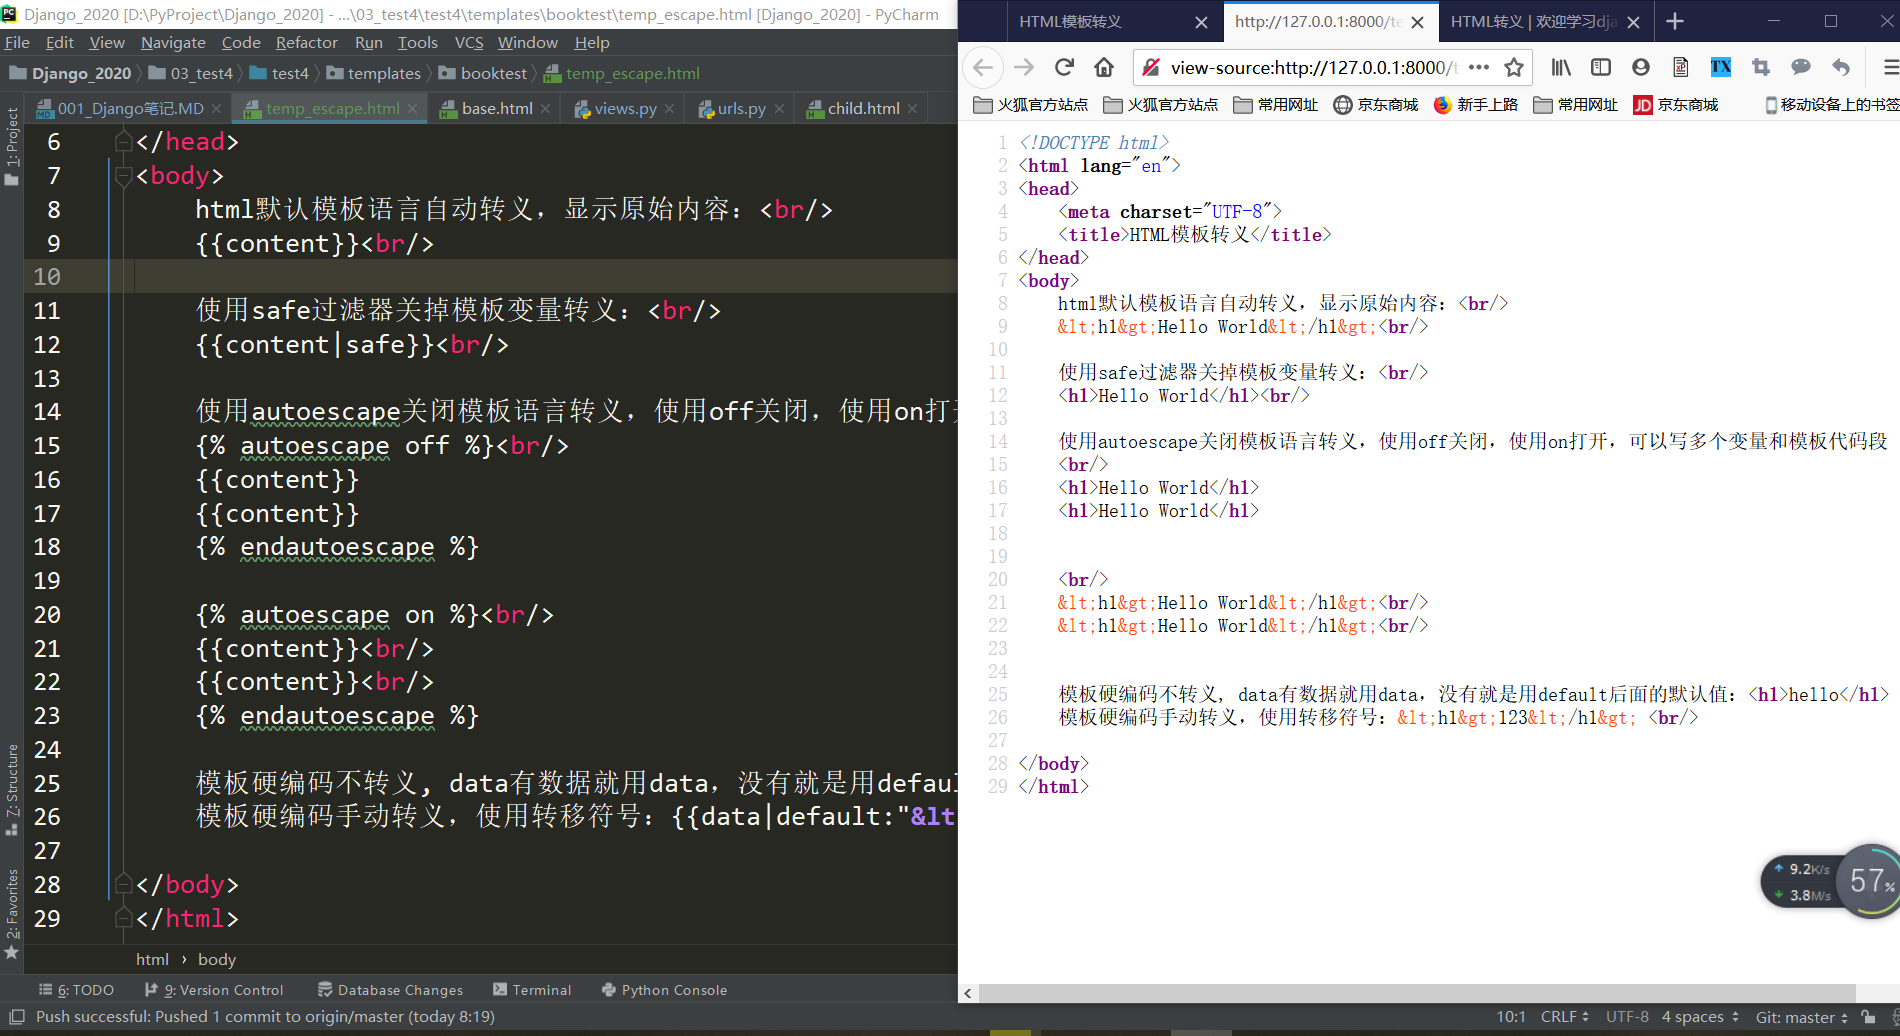 Django_2020 [D:\PyProject\Django_2020] - ...\03_test4\test4\templates\booktest\temp_escape.html [Django_2020] - PyCharm
File Edit View Navigate Code Refactor Run Tools VCS Window Help
Django_2020 03_test4 test4 templates booktest temp_escape.html
001_Django笔记.MD temp_escape.html base.html views.py urls.py child.html
1: Project
7: Structure
2: Favorites
6 </head>
7 <body>
8 html默认模板语言自动转义，显示原始内容：<br/>
9 {{content}}<br/>
10
11 使用safe过滤器关掉模板变量转义：<br/>
12 {{content|safe}}<br/>
13
14 使用autoescape关闭模板语言转义，使用off关闭，使用on打开
15 {% autoescape off %}<br/>
16 {{content}}
17 {{content}}
18 {% endautoescape %}
19
20 {% autoescape on %}<br/>
21 {{content}}<br/>
22 {{content}}<br/>
23 {% endautoescape %}
24
25 模板硬编码不转义, data有数据就用data，没有就是用defaul
26 模板硬编码手动转义，使用转移符号：{{data|default:"&lt
27
28 </body>
29 </html>
html › body
6: TODO 9: Version Control Database Changes Terminal Python Console
Push successful: Pushed 1 commit to origin/master (today 8:19)
10:1 CRLF UTF-8 4 spaces Git: master
HTML模板转义 http://127.0.0.1:8000/te HTML转义 | 欢迎学习dja
view-source:http://127.0.0.1:8000/t
TX
火狐官方站点 火狐官方站点 常用网址 京东商城 新手上路 常用网址 JD 京东商城 移动设备上的书签
1 <!DOCTYPE html>
2 <html lang="en">
3 <head>
4 <meta charset="UTF-8">
5 <title>HTML模板转义</title>
6 </head>
7 <body>
8 html默认模板语言自动转义，显示原始内容：<br/>
9 &lt;h1&gt;Hello World&lt;/h1&gt;<br/>
10
11 使用safe过滤器关掉模板变量转义：<br/>
12 <h1>Hello World</h1><br/>
13
14 使用autoescape关闭模板语言转义，使用off关闭，使用on打开，可以写多个变量和模板代码段
15 <br/>
16 <h1>Hello World</h1>
17 <h1>Hello World</h1>
18
19
20 <br/>
21 &lt;h1&gt;Hello World&lt;/h1&gt;<br/>
22 &lt;h1&gt;Hello World&lt;/h1&gt;<br/>
23
24
25 模板硬编码不转义, data有数据就用data，没有就是用default后面的默认值：<h1>hello</h1>
26 模板硬编码手动转义，使用转移符号：&lt;h1&gt;123&lt;/h1&gt; <br/>
27
28 </body>
29 </html>
9.2K/s
3.8M/s
57%